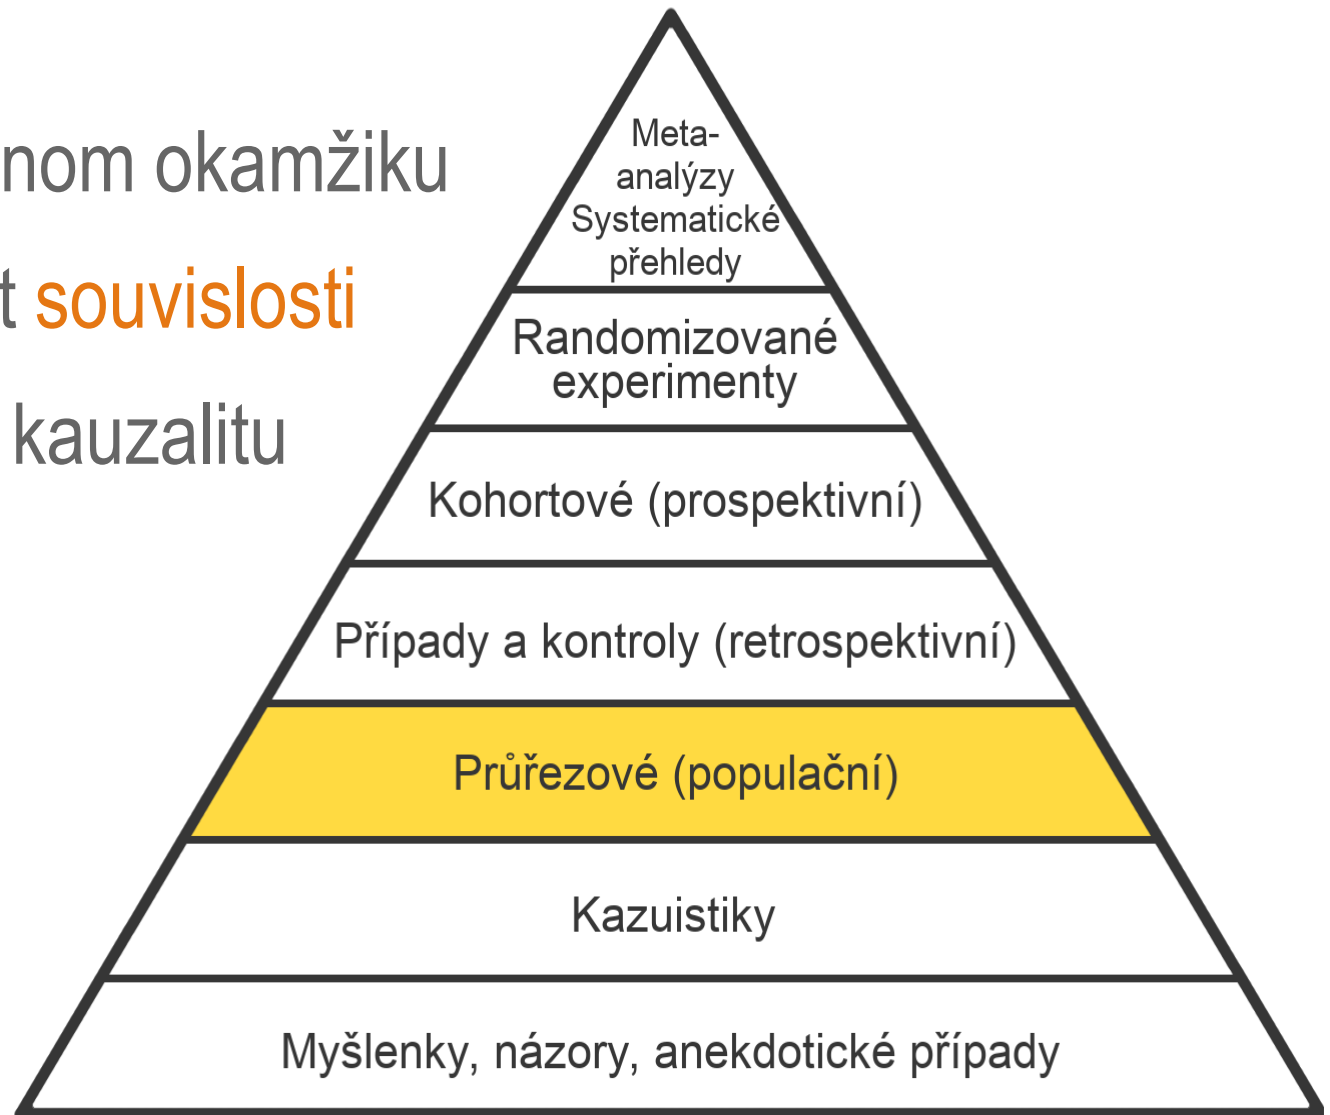 nom okamžiku
t souvislosti
kauzalitu
Meta-
analýzy
Systematické
přehledy
Randomizované
experimenty
Kohortové (prospektivní)
Případy a kontroly (retrospektivní)
Průřezové (populační)
Kazuistiky
Myšlenky, názory, anekdotické případy